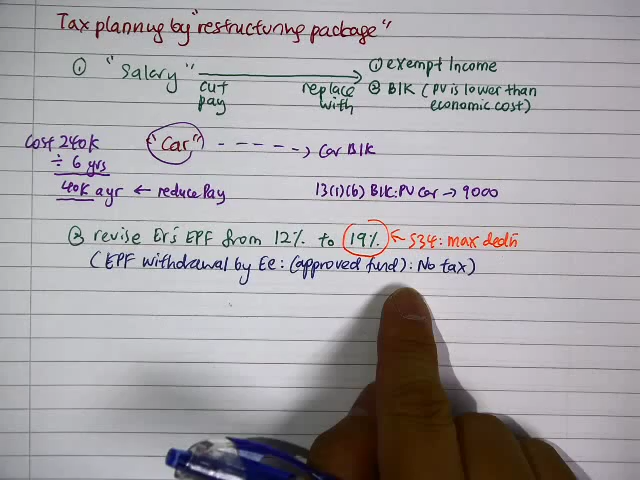 Tax planning by "restructuring package"
① "Salary" → ① exempt Income
cut pay replace with ② BIK (PV is lower than economic cost)
Cost 240k "Car" - - - - - → Car BIK
÷ 6 yrs
40k a yr ← reduce Pay 13(1)(b) BIK: PV Car → 9000
② revise Er's EPF from 12% to 19% ← S34: max dedn
(EPF withdrawal by Ee: (approved fund): No tax)